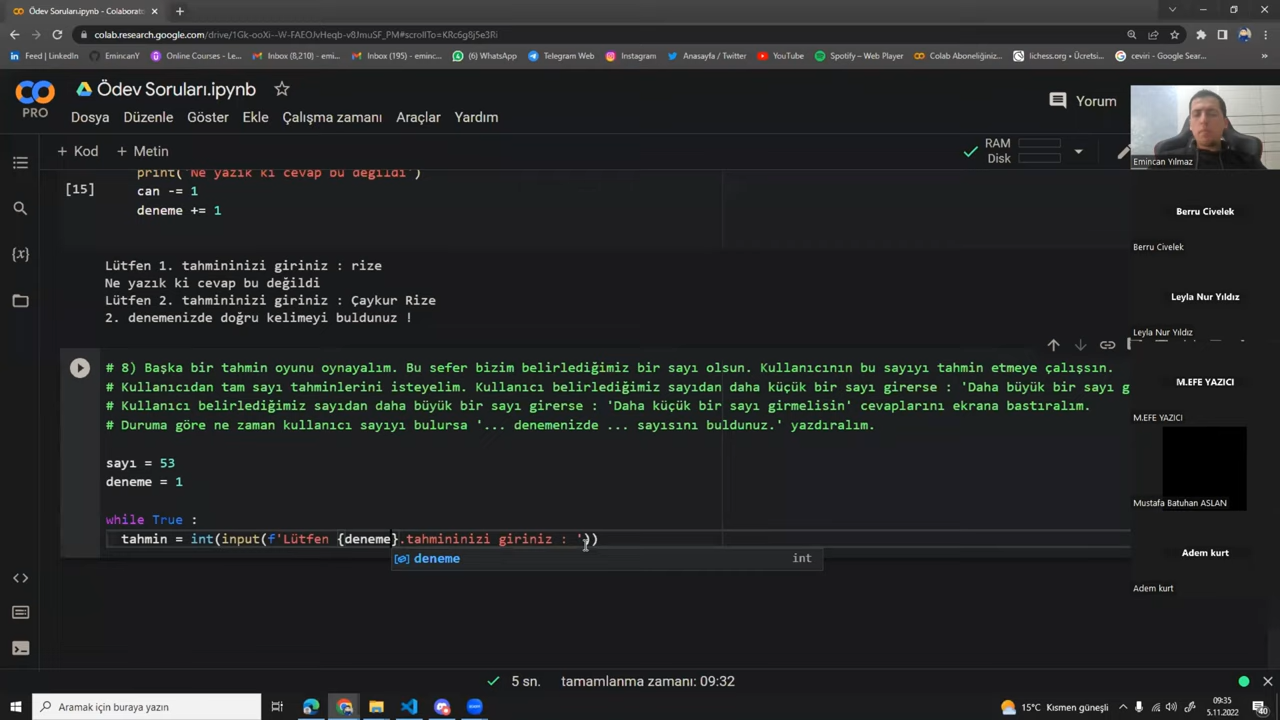 Ödev Soruları.ipynb - Colaborat
colab.research.google.com/drive/1Gk-ooXi--W-FAEOJvHeqb-v8JmuSF_PM#scrollTo=KRc6g8j5e3Ri
Feed | LinkedIn
EmincanY
Online Courses - Le...
Inbox (8,210) - emi...
Inbox (195) - eminc...
(2) WhatsApp
Telegram Web
Instagram
Anasayfa / Twitter
YouTube
Spotify – Web Player
Colab Aboneliğiniz...
lichess.org • Ücretsi...
ceviri - Google Ara...
CO
PRO
Ödev Soruları.ipynb
Yorum
Dosya Düzenle Göster Ekle Çalışma zamanı Araçlar Yardım
+ Kod + Metin
RAM
Disk
Emincan Yılmaz
print('Ne yazık ki cevap bu değildi')
[15] can -= 1
deneme += 1
Lütfen 1. tahmininizi giriniz : rize
Ne yazık ki cevap bu değildi
Lütfen 2. tahmininizi giriniz : Çaykur Rize
2. denemenizde doğru kelimeyi buldunuz !
# 8) Başka bir tahmin oyunu oynayalım. Bu sefer bizim belirlediğimiz bir sayı olsun. Kullanıcının bu sayıyı tahmin etmeye çalışsın.
# Kullanıcıdan tam sayı tahminlerini isteyelim. Kullanıcı belirlediğimiz sayıdan daha küçük bir sayı girerse : 'Daha büyük bir sayı g
# Kullanıcı belirlediğimiz sayıdan daha büyük bir sayı girerse : 'Daha küçük bir sayı girmelisin' cevaplarını ekrana bastıralım.
# Duruma göre ne zaman kullanıcı sayıyı bulursa '... denemenizde ... sayısını buldunuz.' yazdıralım.
sayı = 53
deneme = 1
while True :
tahmin = int(input(f'Lütfen {deneme}.tahmininizi giriniz : '))
deneme int
Berru Civelek
Berru Civelek
Leyla Nur Yıldız
Leyla Nur Yıldız
M.EFE YAZICI
M.EFE YAZICI
Mustafa Batuhan ASLAN
Adem kurt
Adem kurt
5 sn. tamamlanma zamanı: 09:32
Aramak için buraya yazın
15°C Kısmen güneşli
09:35
5.11.2022
40